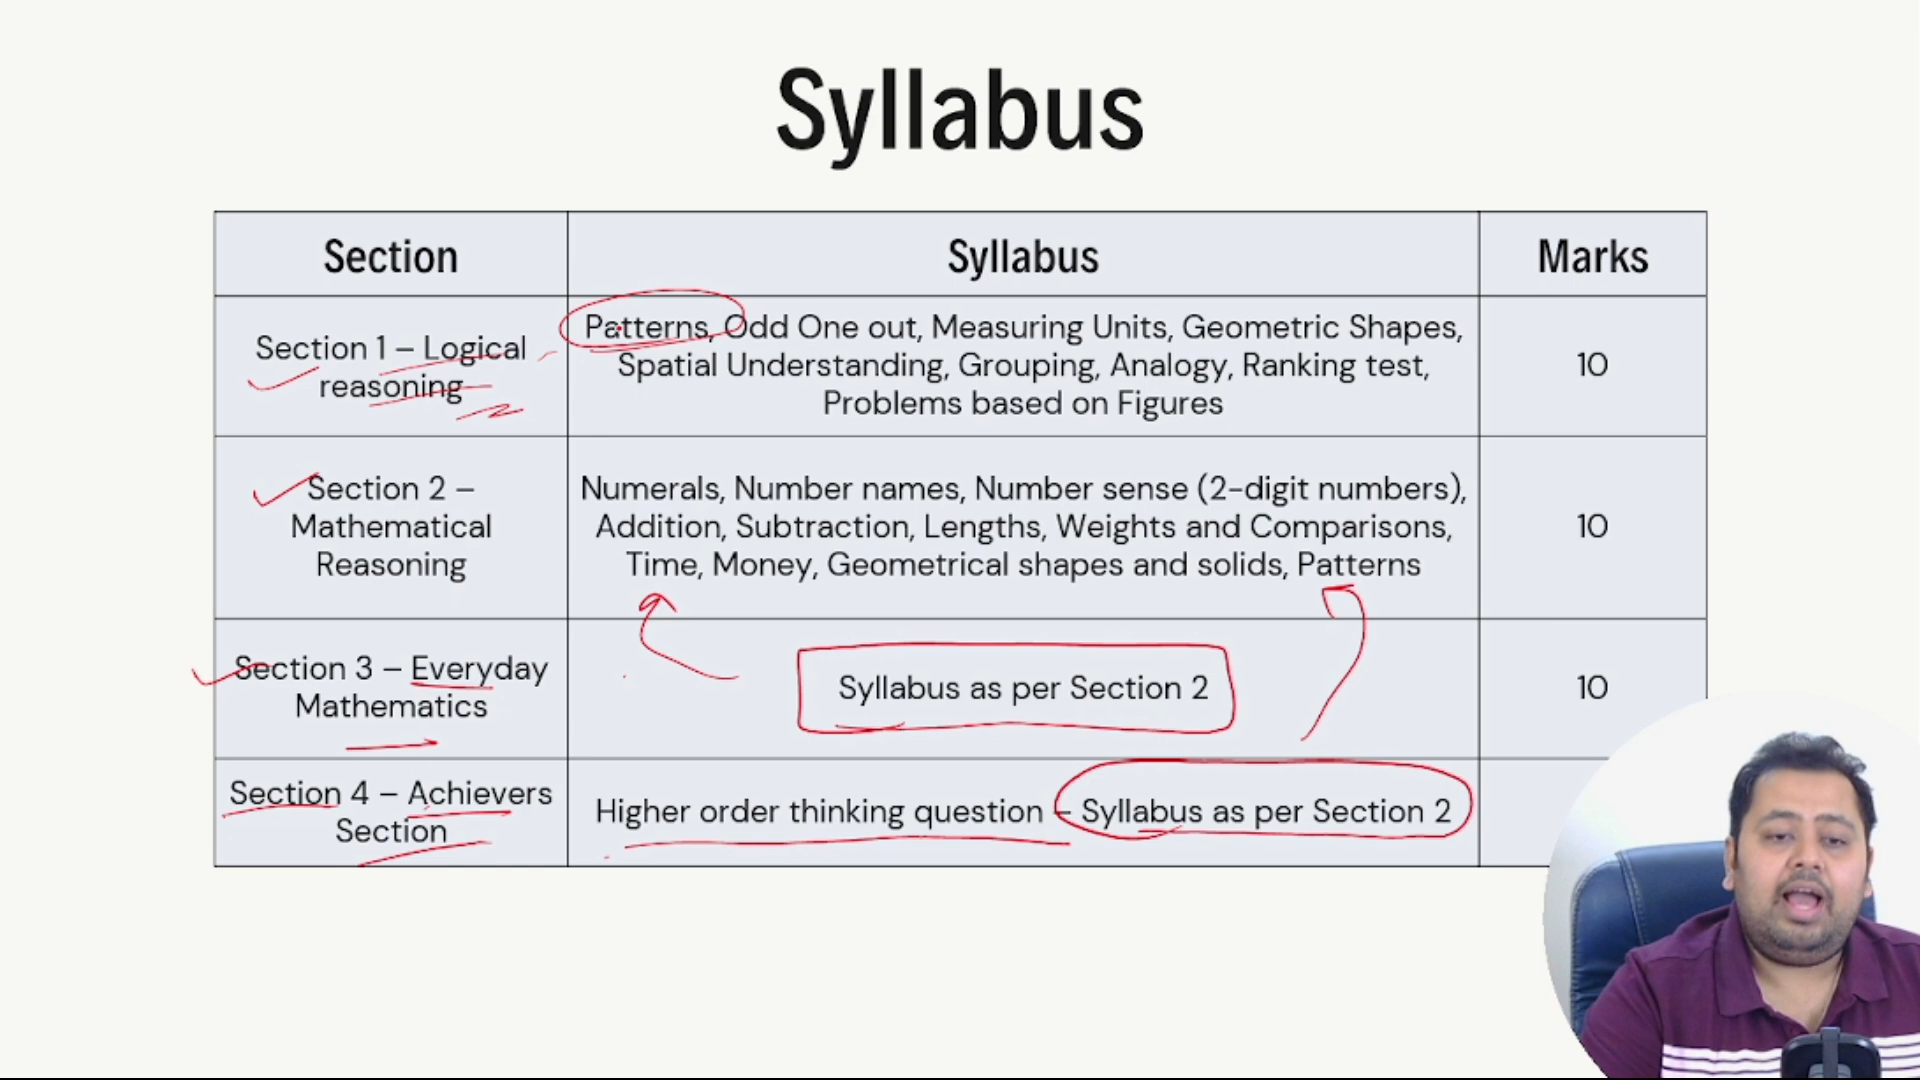 Syllabus
Section
Syllabus
Marks
Section 1 – Logical
reasoning
Patterns, Odd One out, Measuring Units, Geometric Shapes,
Spatial Understanding, Grouping, Analogy, Ranking test,
Problems based on Figures
10
Section 2 –
Mathematical
Reasoning
Numerals, Number names, Number sense (2-digit numbers),
Addition, Subtraction, Lengths, Weights and Comparisons,
Time, Money, Geometrical shapes and solids, Patterns
10
Section 3 – Everyday
Mathematics
Syllabus as per Section 2
10
Section 4 – Achievers
Section
Higher order thinking question – Syllabus as per Section 2